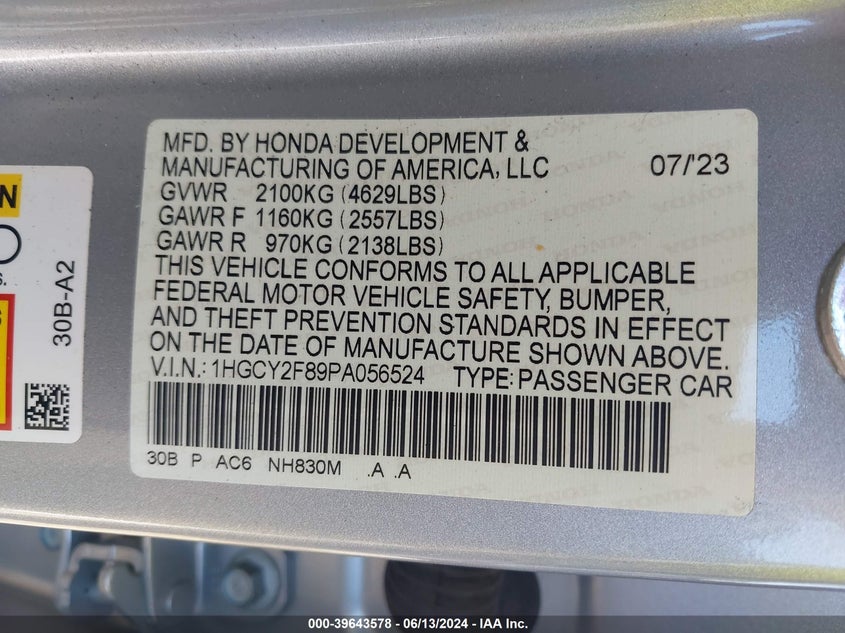 MFD. BY HONDA DEVELOPMENT &
MANUFACTURING OF AMERICA, LLC 07/'23
GVWR 2100KG (4629LBS)
GAWR F 1160KG (2557LBS)
GAWR R 970KG (2138LBS)
THIS VEHICLE CONFORMS TO ALL APPLICABLE
FEDERAL MOTOR VEHICLE SAFETY, BUMPER,
AND THEFT PREVENTION STANDARDS IN EFFECT
ON THE DATE OF MANUFACTURE SHOWN ABOVE.
V.I.N.: 1HGCY2F89PA056524 TYPE: PASSENGER CAR
30B P AC6 NH830M .A .A
30B-A2
000-39643578 - 06/13/2024 - IAA Inc.